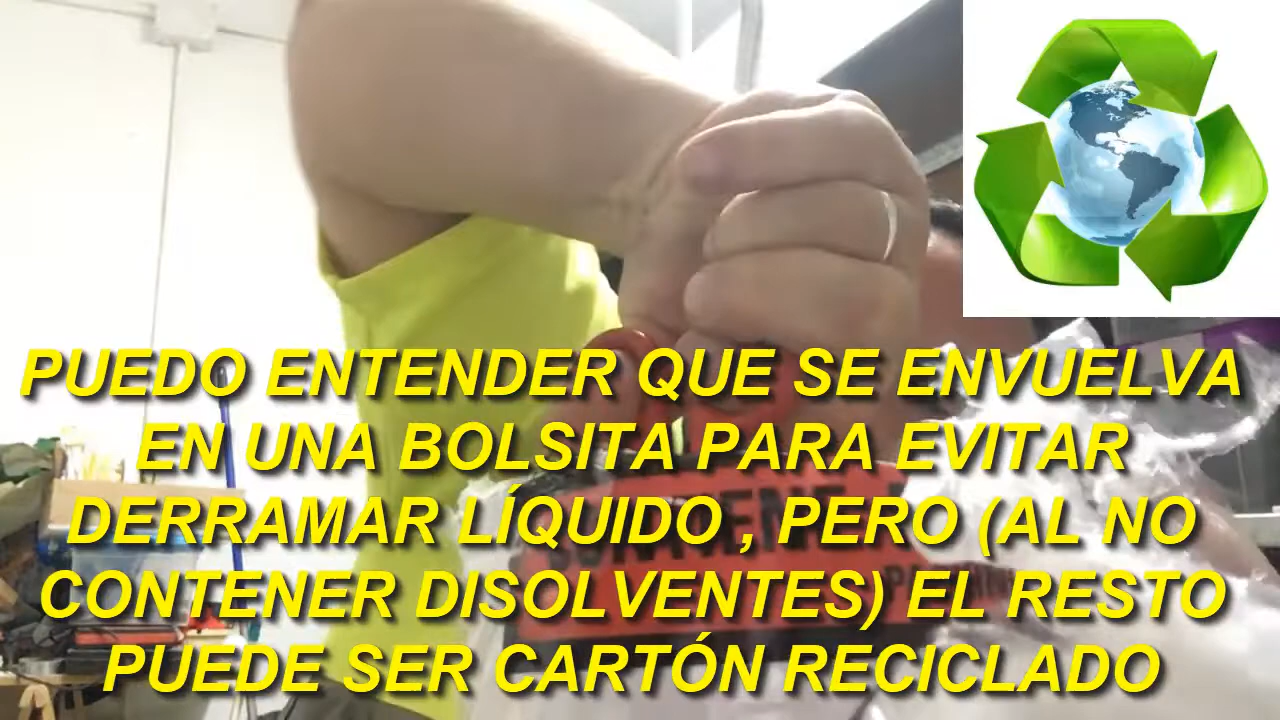 PUEDO ENTENDER QUE SE ENVUELVA
EN UNA BOLSITA PARA EVITAR
DERRAMAR LÍQUIDO , PERO (AL NO
CONTENER DISOLVENTES) EL RESTO
PUEDE SER CARTÓN RECICLADO